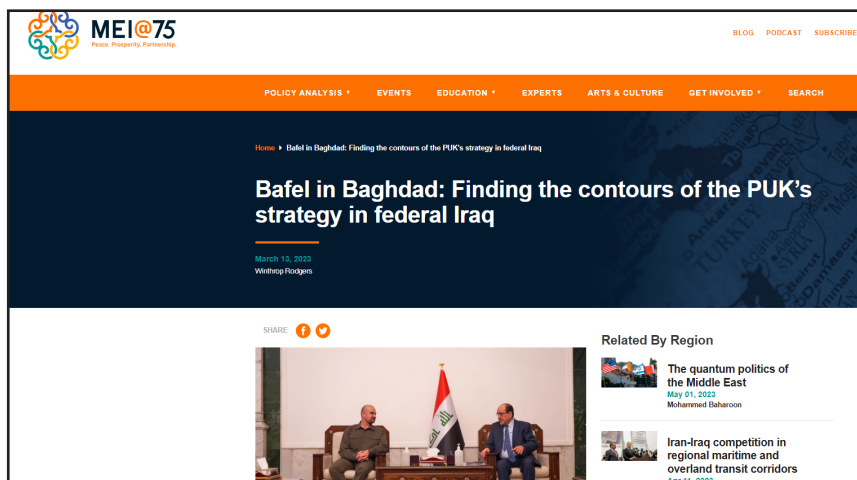 MEI@75
Peace. Prosperity. Partnership.
BLOG PODCAST SUBSCRIBE
POLICY ANALYSIS EVENTS EDUCATION EXPERTS ARTS & CULTURE GET INVOLVED SEARCH
Home Bafel in Baghdad: Finding the contours of the PUK's strategy in federal Iraq
Bafel in Baghdad: Finding the contours of the PUK's
strategy in federal Iraq
March 13, 2023
Winthrop Rodgers
SHARE
Related By Region
The quantum politics of
the Middle East
May 01, 2023
Mohammed Baharoon
Iran-Iraq competition in
regional maritime and
overland transit corridors